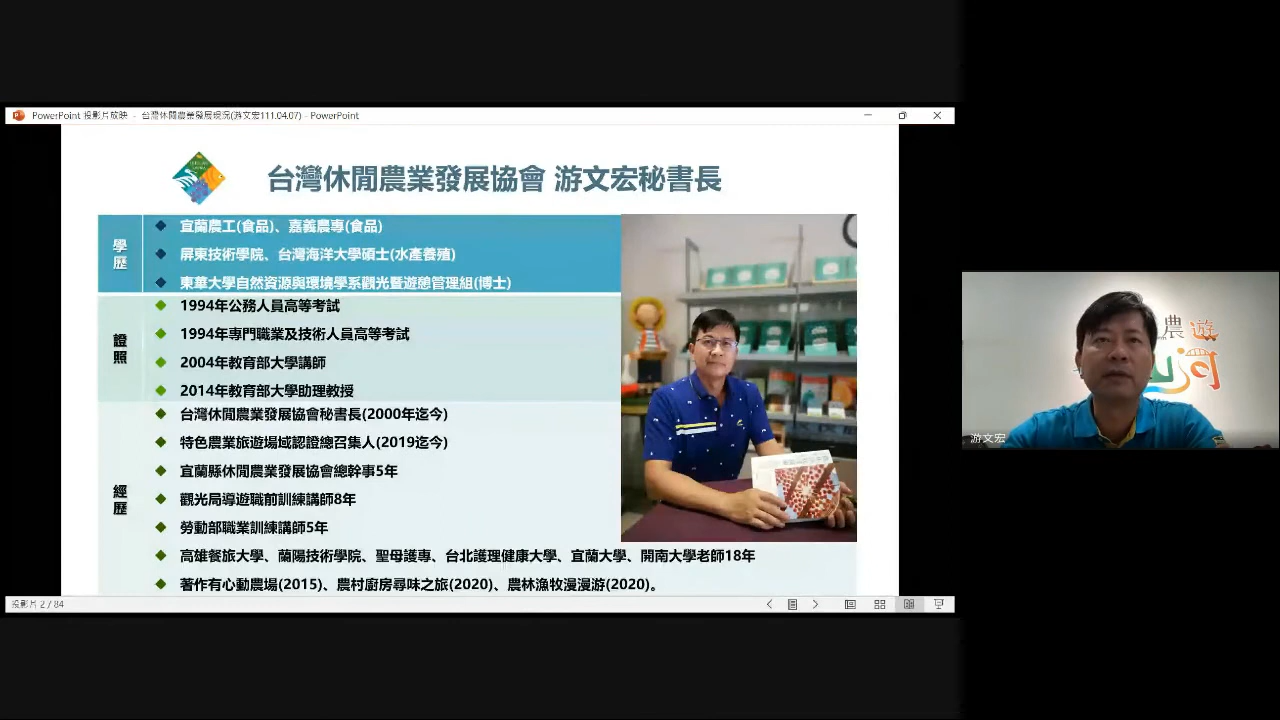 PowerPoint 投影片放映 - 台灣休閒農業發展現況(游文宏111.04.07) - PowerPoint
台灣休閒農業發展協會 游文宏秘書長
學歷
宜蘭農工(食品)、嘉義農專(食品)
屏東技術學院、台灣海洋大學碩士(水產養殖)
東華大學自然資源與環境學系觀光暨遊憩管理組(博士)
證照
1994年公務人員高等考試
1994年專門職業及技術人員高等考試
2004年教育部大學講師
2014年教育部大學助理教授
經歷
台灣休閒農業發展協會秘書長(2000年迄今)
特色農業旅遊場域認證總召集人(2019迄今)
宜蘭縣休閒農業發展協會總幹事5年
觀光局導遊職前訓練講師8年
勞動部職業訓練講師5年
高雄餐旅大學、蘭陽技術學院、聖母護專、台北護理健康大學、宜蘭大學、開南大學老師18年
著作有心動農場(2015)、農村廚房尋味之旅(2020)、農林漁牧漫漫游(2020)。
投影片 2 / 84
農遊
河
游文宏